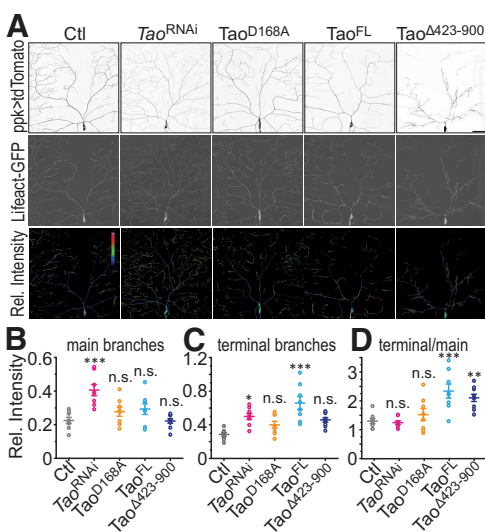 A
Ctl TaoRNAi TaoD168A TaoFL TaoΔ423-900
ppk>tdTomato
Lifeact-GFP
Rel. Intensity
B main branches
C terminal branches
D terminal/main
Rel. Intensity
0.6
0.4
0.2
0
*** n.s. n.s. n.s.
Ctl TaoRNAi TaoD168A TaoFL TaoΔ423-900
1.2
0.8
0.4
0
* n.s. *** n.s.
Ctl TaoRNAi TaoD168A TaoFL TaoΔ423-900
3
2
1
0
n.s. n.s. *** **
Ctl TaoRNAi TaoD168A TaoFL TaoΔ423-900